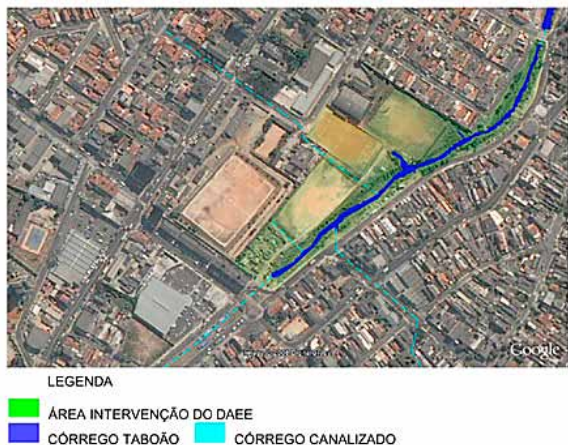 Google
LEGENDA
ÁREA INTERVENÇÃO DO DAEE
CÓRREGO TABOÃO CÓRREGO CANALIZADO